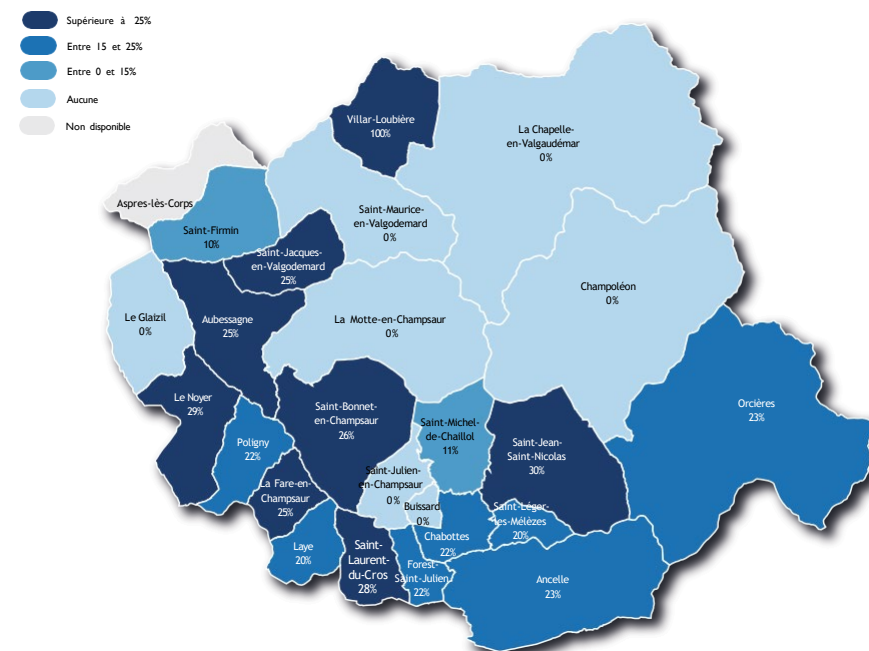 Supérieure à 25%
Entre 15 et 25%
Entre 0 et 15%
Aucune
Non disponible
Villar-Loubière
100%
La Chapelle-
en-Valgaudémar
0%
Aspres-lès-Corps
Saint-Firmin
10%
Saint-Maurice-
en-Valgodemard
0%
Saint-Jacques-
en-Valgodemard
25%
Champoléon
0%
Le Glaizil
0%
Aubessagne
25%
La Motte-en-Champsaur
0%
Le Noyer
29%
Saint-Bonnet-
en-Champsaur
26%
Orcières
23%
Poligny
22%
Saint-Michel-
de-Chaillol
11%
Saint-Jean-
Saint-Nicolas
30%
La Fare-en-
Champsaur
25%
Saint-Julien-
en-Champsaur
0%
Buissard
0%
Saint-Léger-
les-Mélèzes
20%
Laye
20%
Saint-
Laurent-
du-Cros
28%
Chabottes
22%
Forest-
Saint-Julien
22%
Ancelle
23%